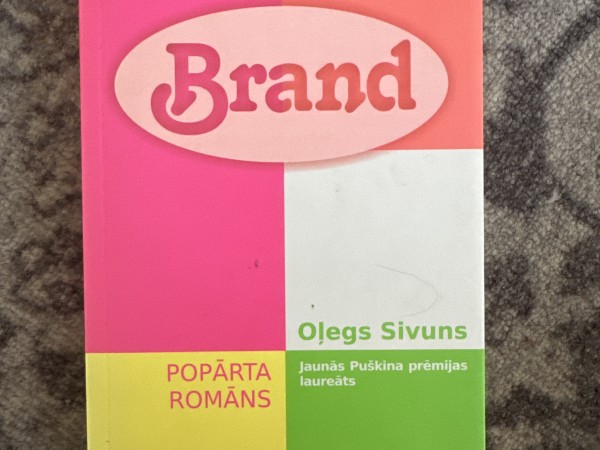 Brand
Oļegs Sivuns
POPĀRTA
ROMĀNS
Jaunās Puškina prēmijas
laureāts